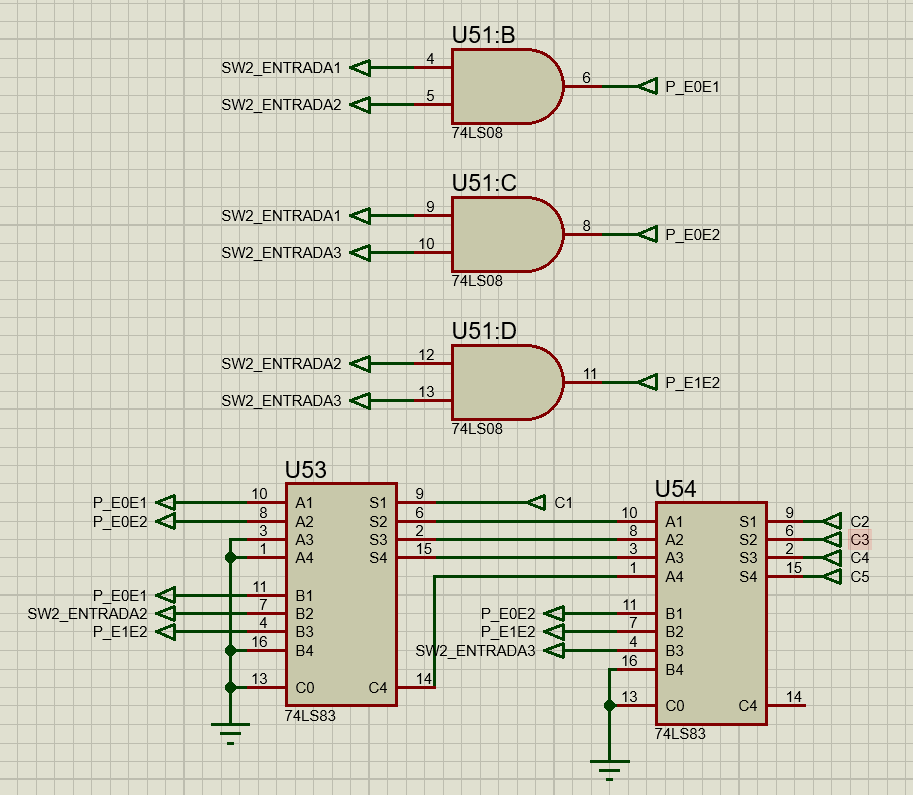 U51:B
SW2_ENTRADA1 4
6 P_E0E1
SW2_ENTRADA2 5
74LS08
U51:C
SW2_ENTRADA1 9
8 P_E0E2
SW2_ENTRADA3 10
74LS08
U51:D
SW2_ENTRADA2 12
11 P_E1E2
SW2_ENTRADA3 13
74LS08
U53
P_E0E1 10 A1 S1 9 C1
P_E0E2 8 A2 S2 6
3 A3 S3 2
1 A4 S4 15
P_E0E1 11 B1
SW2_ENTRADA2 7 B2
P_E1E2 4 B3
16 B4
13 C0 C4 14
74LS83
U54
10 A1 S1 9 C2
8 A2 S2 6 C3
3 A3 S3 2 C4
1 A4 S4 15 C5
P_E0E2 11 B1
P_E1E2 7 B2
SW2_ENTRADA3 4 B3
16 B4
13 C0 C4 14
74LS83